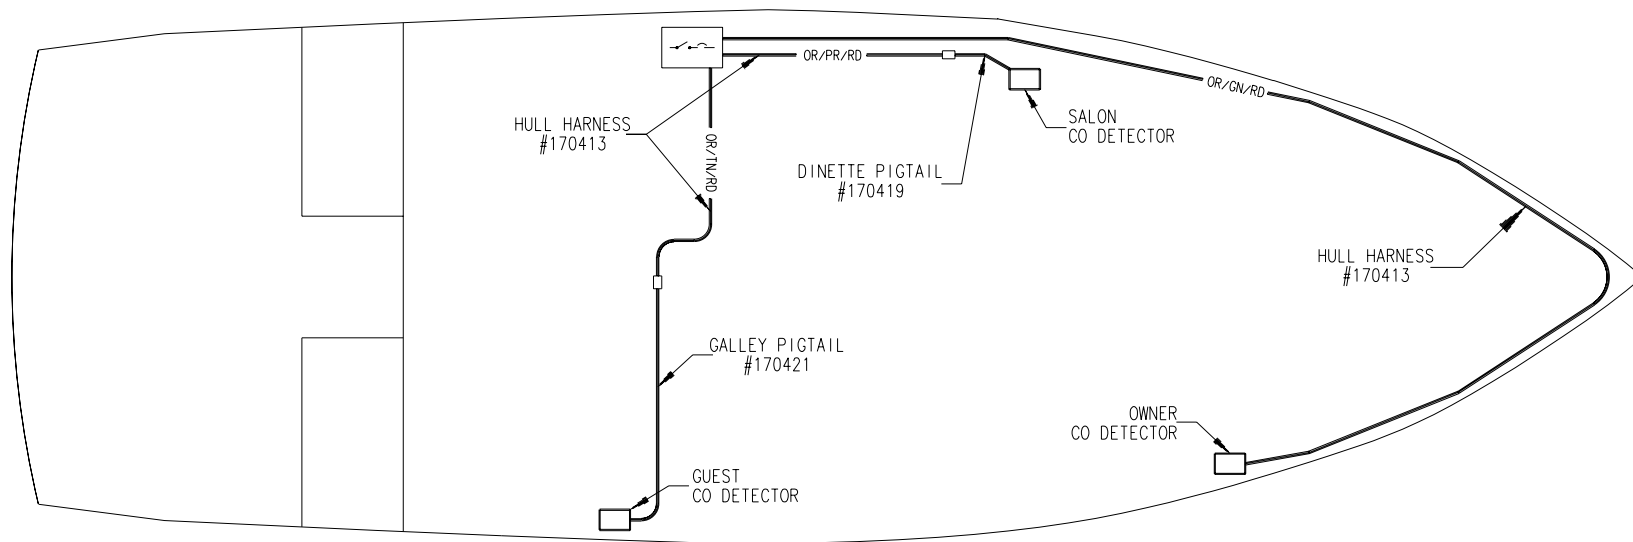 OR/PR/RD
OR/GN/RD
SALON
CO DETECTOR
HULL HARNESS
#170413
OR/TN/RD
DINETTE PIGTAIL
#170419
HULL HARNESS
#170413
GALLEY PIGTAIL
#170421
OWNER
CO DETECTOR
GUEST
CO DETECTOR